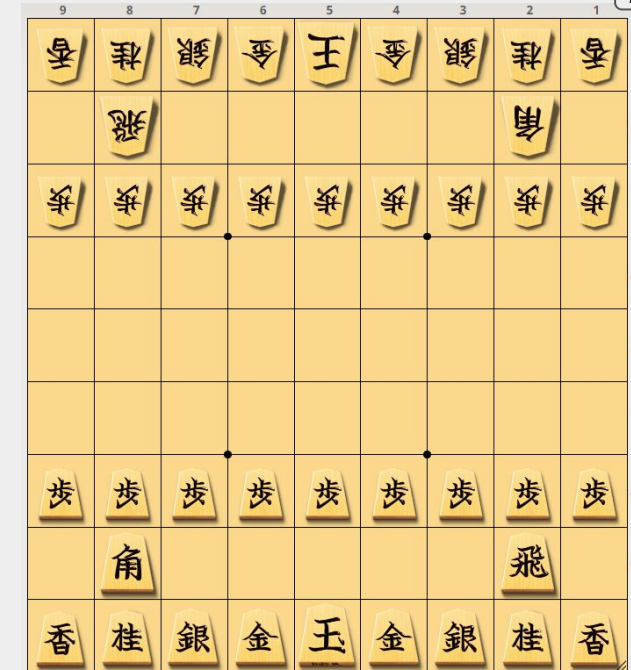 9 8 7 6 5 4 3 2 1
香 桂 銀 金 王 金 銀 桂 香
飛 角
歩 歩 歩 歩 歩 歩 歩 歩 歩
歩 歩 歩 歩 歩 歩 歩 歩 歩
角 飛
香 桂 銀 金 玉 金 銀 桂 香